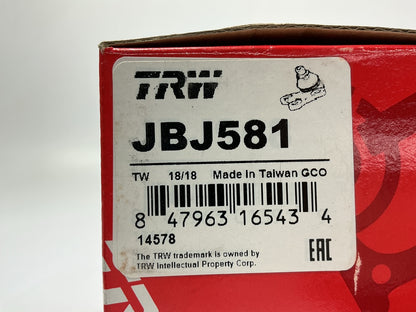 TRW
JBJ581
TW 18/18 Made In Taiwan GCO
8 47963 16543 4
14578
The TRW trademark is owned by
TRW Intellectual Property Corp.
EAC